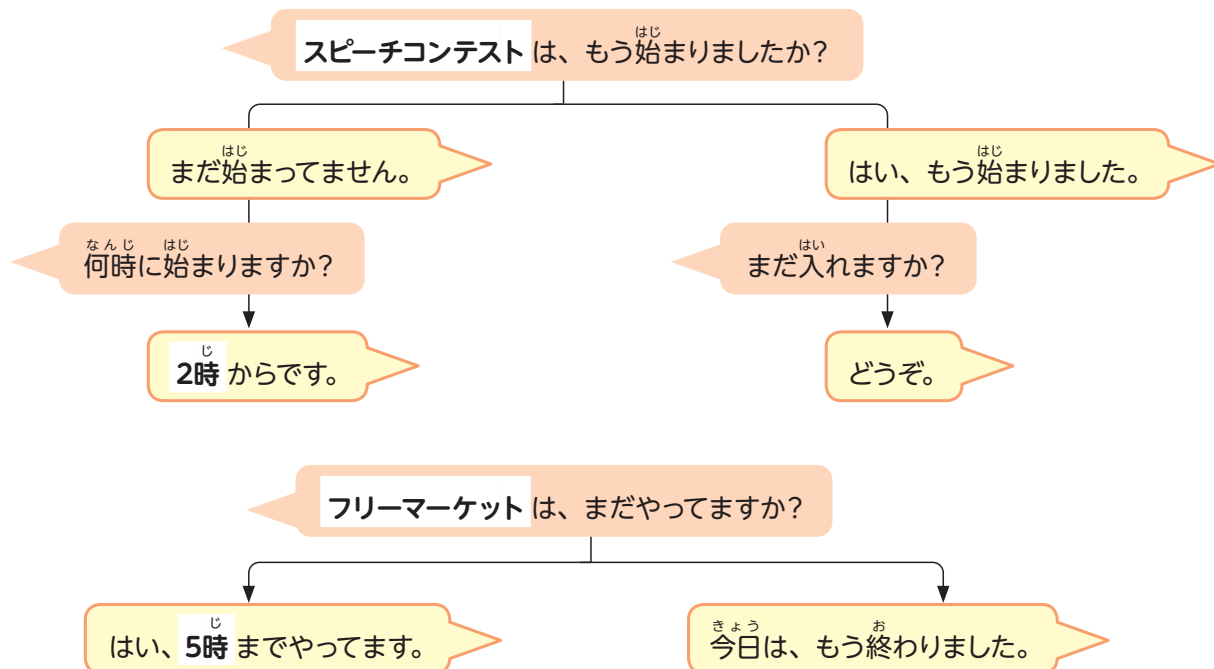 スピーチコンテスト は、もう始まりましたか?
まだ始まってません。
はい、もう始まりました。
何時に始まりますか?
まだ入れますか?
2時 からです。
どうぞ。
フリーマーケット は、まだやってますか?
はい、 5時 までやってます。
今日は、もう終わりました。